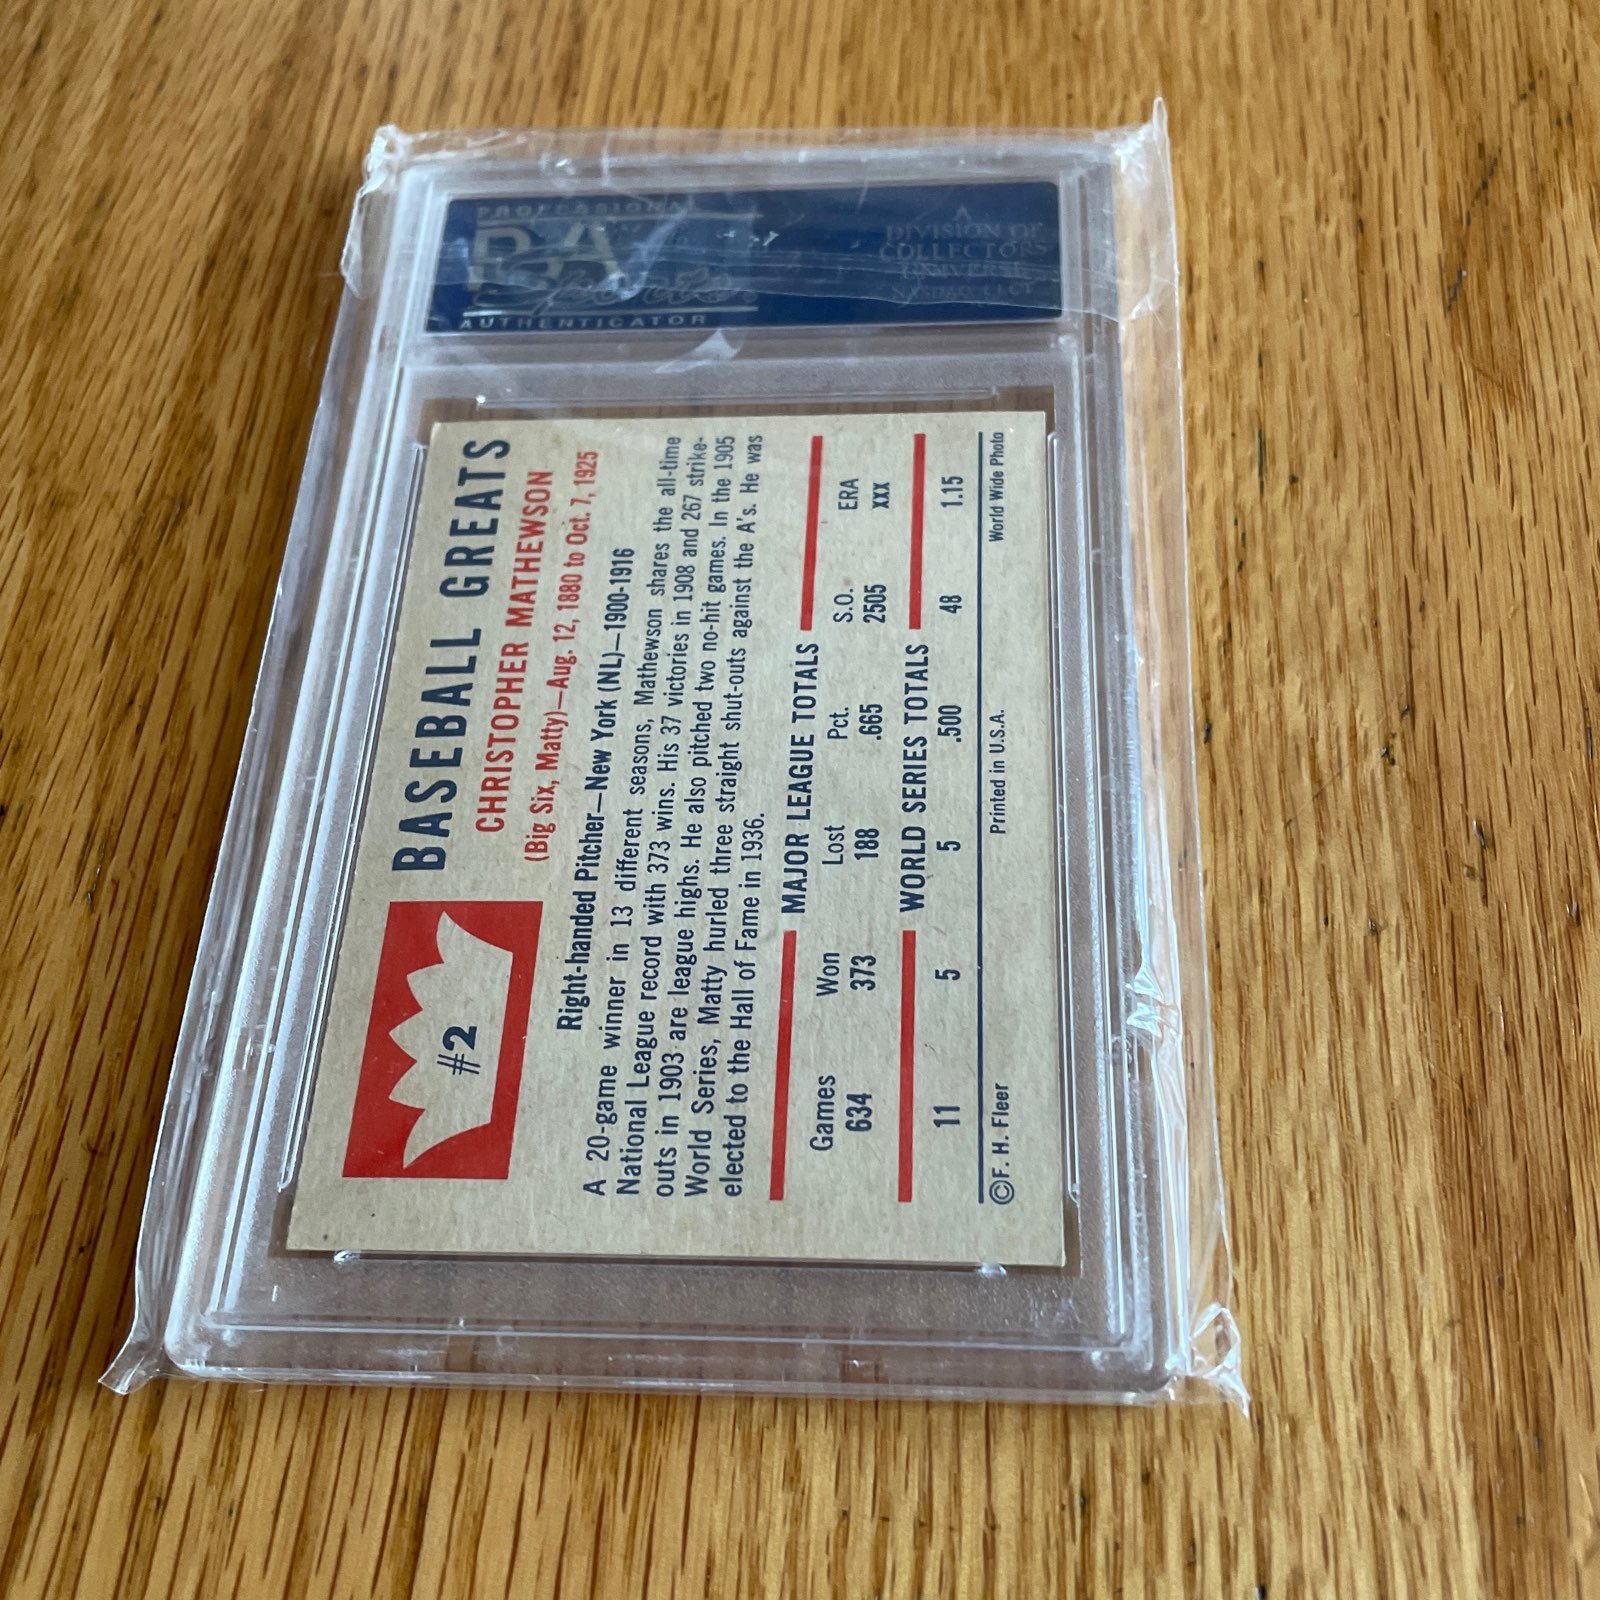 PROFESSIONAL
PSA
Sports
AUTHENTICATOR
A
DIVISION OF
COLLECTORS
UNIVERSE
NASDAQ: CLCT
#2
BASEBALL GREATS
CHRISTOPHER MATHEWSON
(Big Six, Matty)—Aug. 12, 1880 to Oct. 7, 1925
Right-handed Pitcher—New York (NL)—1900-1916
A 20-game winner in 13 different seasons, Mathewson shares the all-time
National League record with 373 wins. His 37 victories in 1908 and 267 strike-
outs in 1903 are league highs. He also pitched two no-hit games. In the 1905
World Series, Matty hurled three straight shut-outs against the A's. He was
elected to the Hall of Fame in 1936.
MAJOR LEAGUE TOTALS
Games Won Lost Pct. S.O. ERA
634 373 188 .665 2505 xxx
WORLD SERIES TOTALS
11 5 5 .500 48 1.15
©F. H. Fleer Printed in U.S.A. World Wide Photo